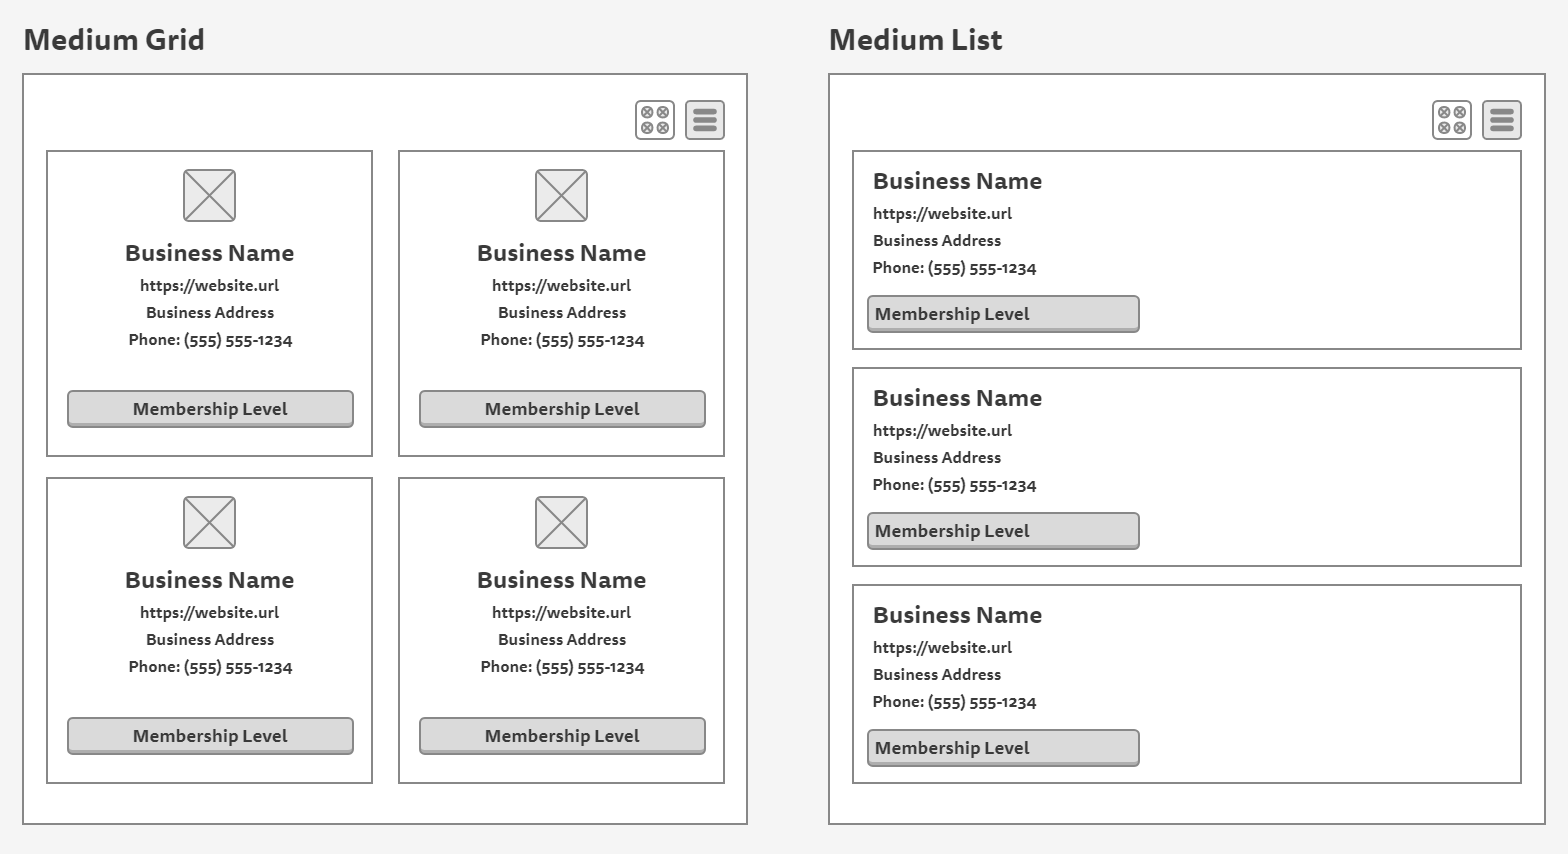 Medium Grid
Business Name
https://website.url
Business Address
Phone: (555) 555-1234
Membership Level
Business Name
https://website.url
Business Address
Phone: (555) 555-1234
Membership Level
Business Name
https://website.url
Business Address
Phone: (555) 555-1234
Membership Level
Business Name
https://website.url
Business Address
Phone: (555) 555-1234
Membership Level
Medium List
Business Name
https://website.url
Business Address
Phone: (555) 555-1234
Membership Level
Business Name
https://website.url
Business Address
Phone: (555) 555-1234
Membership Level
Business Name
https://website.url
Business Address
Phone: (555) 555-1234
Membership Level